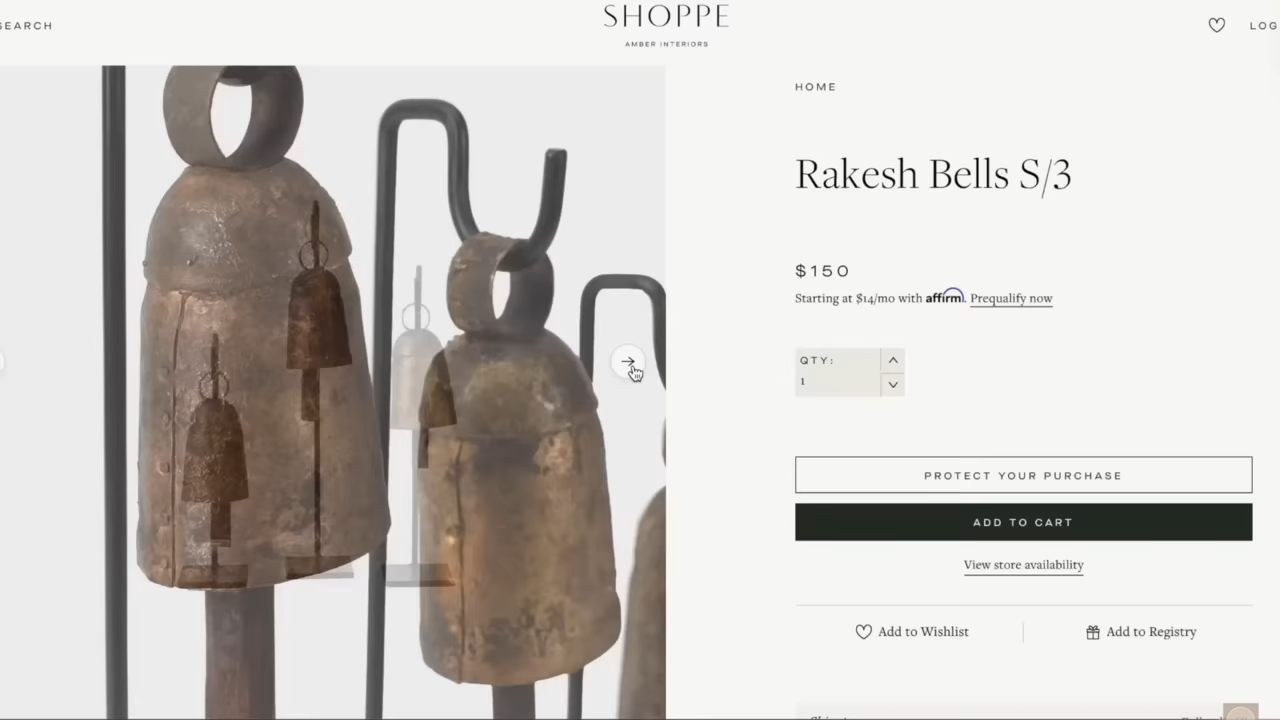 SEARCH
SHOPPE
AMBER INTERIORS
LOG
HOME
Rakesh Bells S/3
$150
Starting at $14/mo with affirm. Prequalify now
QTY:
1
PROTECT YOUR PURCHASE
ADD TO CART
View store availability
Add to Wishlist
Add to Registry